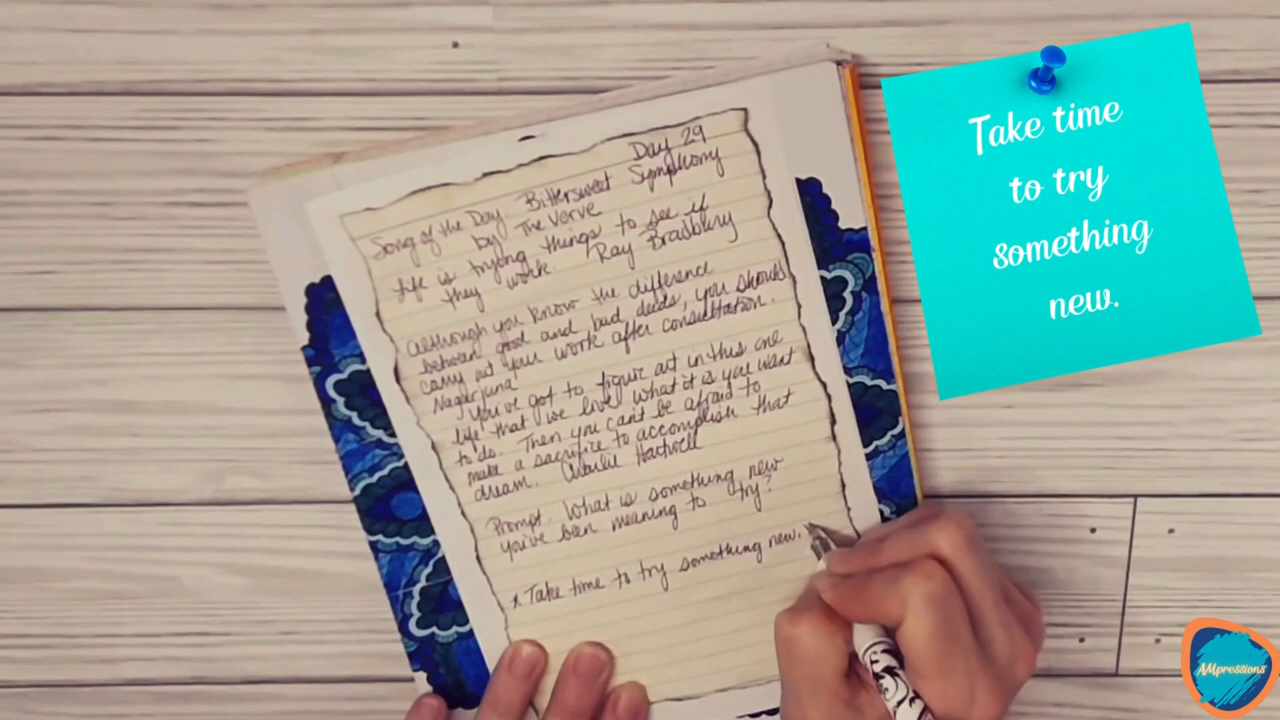 Day 29
Song of the Day Bittersweet Symphony
by The Verve
Life is trying things to see if
they work. Ray Bradbury
Although you know the difference
between good and bad deeds, you should
carry out your work after consultation.
Nagarjuna
You've got to figure out in this one
life that we live what it is you want
to do. Then you can't be afraid to
make a sacrifice to accomplish that
dream. Charlie Hartwell
Prompt. What is something new
you've been meaning to try?
* Take time to try something new.
Take time
to try
something
new.
AMpressions